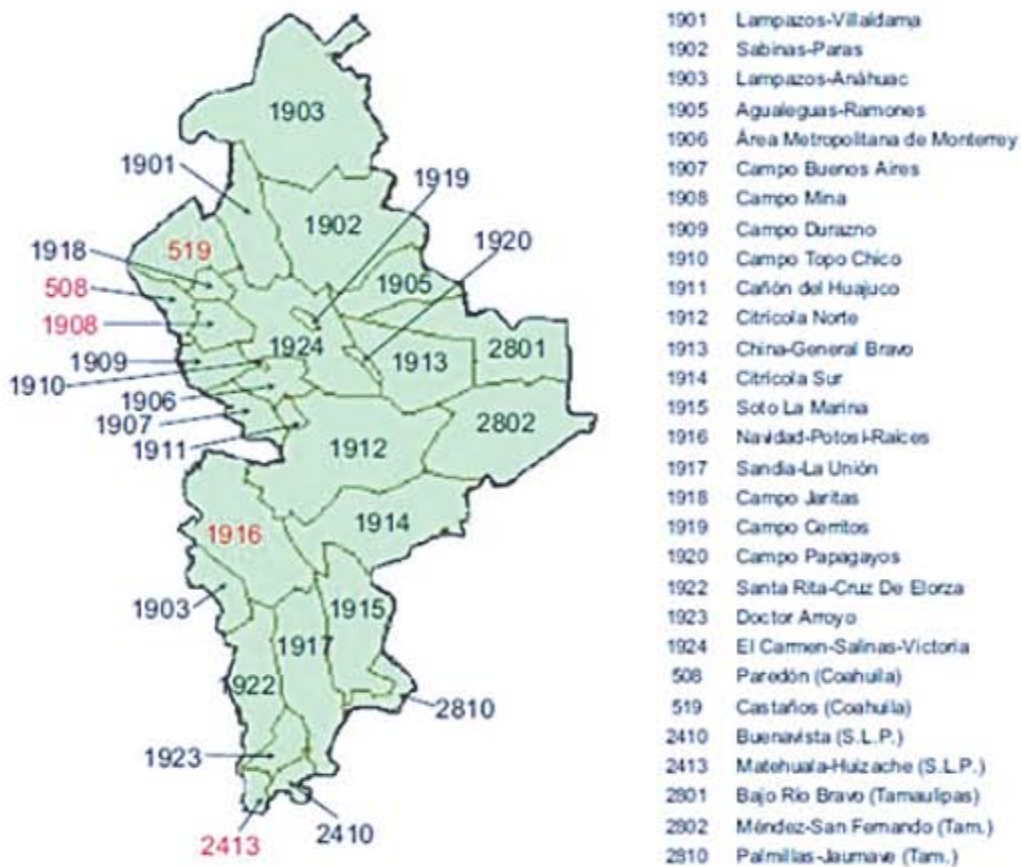 1903
1901
1919
1902
1920
1918
519
508
1905
1908
1924
1913
2801
1909
1910
1906
1907
1911
1912
2802
1914
1916
1903
1915
1917
1922
2810
1923
2413
2410
1901 Lampazos-Villaldama
1902 Sabinas-Paras
1903 Lampazos-Anáhuac
1905 Agualeguas-Ramones
1906 Área Metropolitana de Monterrey
1907 Campo Buenos Aires
1908 Campo Mina
1909 Campo Durazno
1910 Campo Topo Chico
1911 Cañón del Huajuco
1912 Citrícola Norte
1913 China-General Bravo
1914 Citrícola Sur
1915 Soto La Marina
1916 Navidad-Potosí-Raíces
1917 Sandia-La Unión
1918 Campo Jaritas
1919 Campo Cerritos
1920 Campo Papagayos
1922 Santa Rita-Cruz De Elorza
1923 Doctor Arroyo
1924 El Carmen-Salinas-Victoria
508 Paredón (Coahuila)
519 Castaños (Coahuila)
2410 Buenavista (S.L.P.)
2413 Matehuala-Huizache (S.L.P.)
2801 Bajo Río Bravo (Tamaulipas)
2802 Méndez-San Fernando (Tam.)
2810 Palmillas-Jaumave (Tam.)